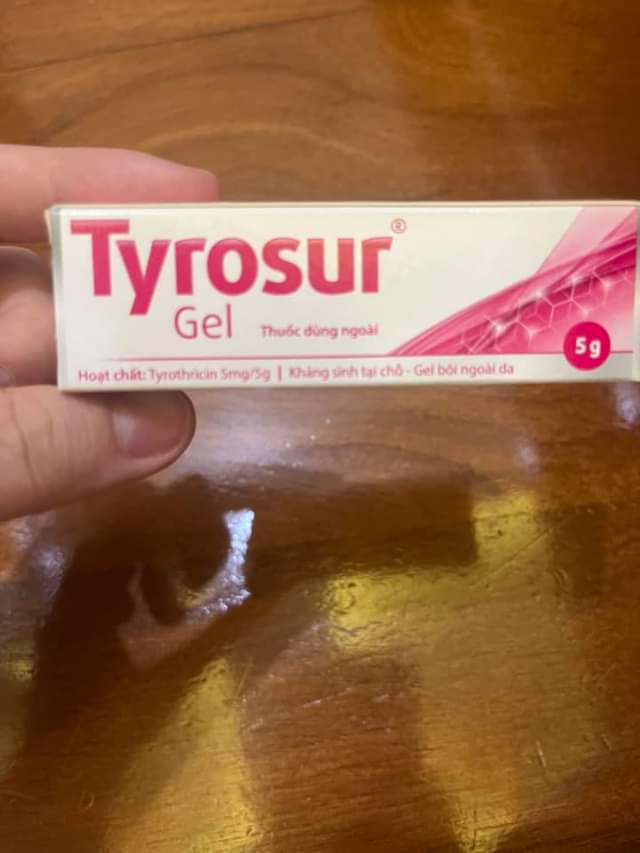 Tyrosur®
Gel Thuốc dùng ngoài
5g
Hoạt chất: Tyrothricin 5mg/5g | Kháng sinh tại chỗ - Gel bôi ngoài da